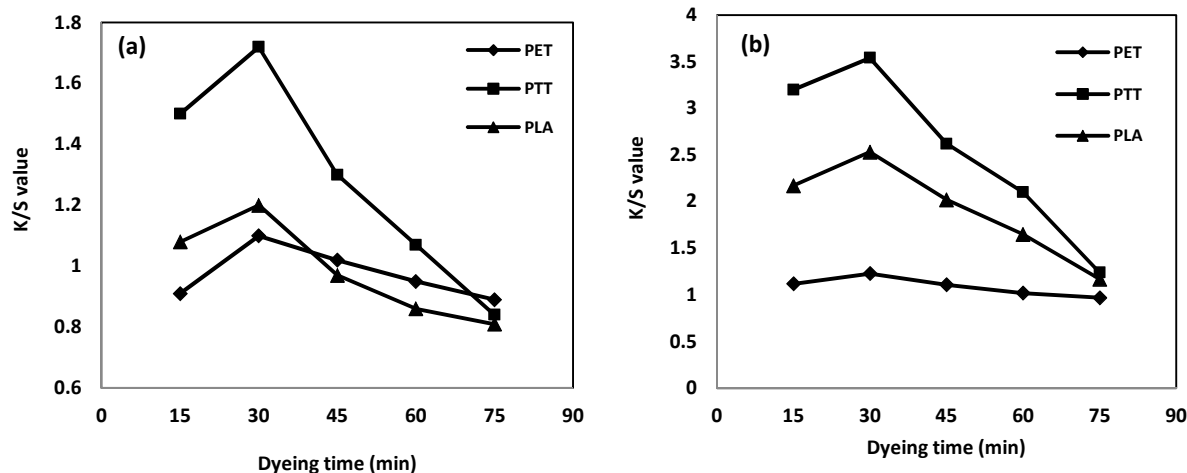 (a)
PET
PTT
PLA
1.8
1.6
1.4
1.2
1
0.8
0.6
K/S value
0 15 30 45 60 75 90
Dyeing time (min)
(b)
PET
PTT
PLA
4
3.5
3
2.5
2
1.5
1
0.5
0
K/S value
0 15 30 45 60 75 90
Dyeing time (min)